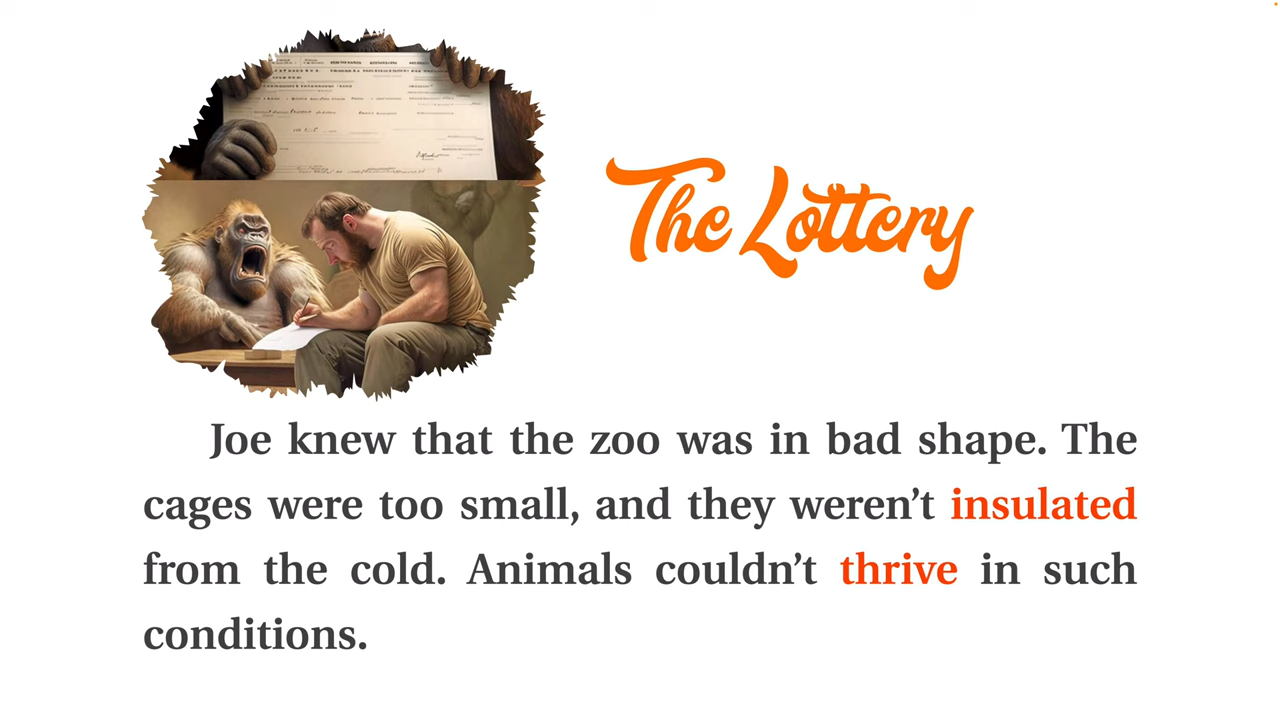 The Lottery
Joe knew that the zoo was in bad shape. The
cages were too small, and they weren’t insulated
from the cold. Animals couldn’t thrive in such
conditions.